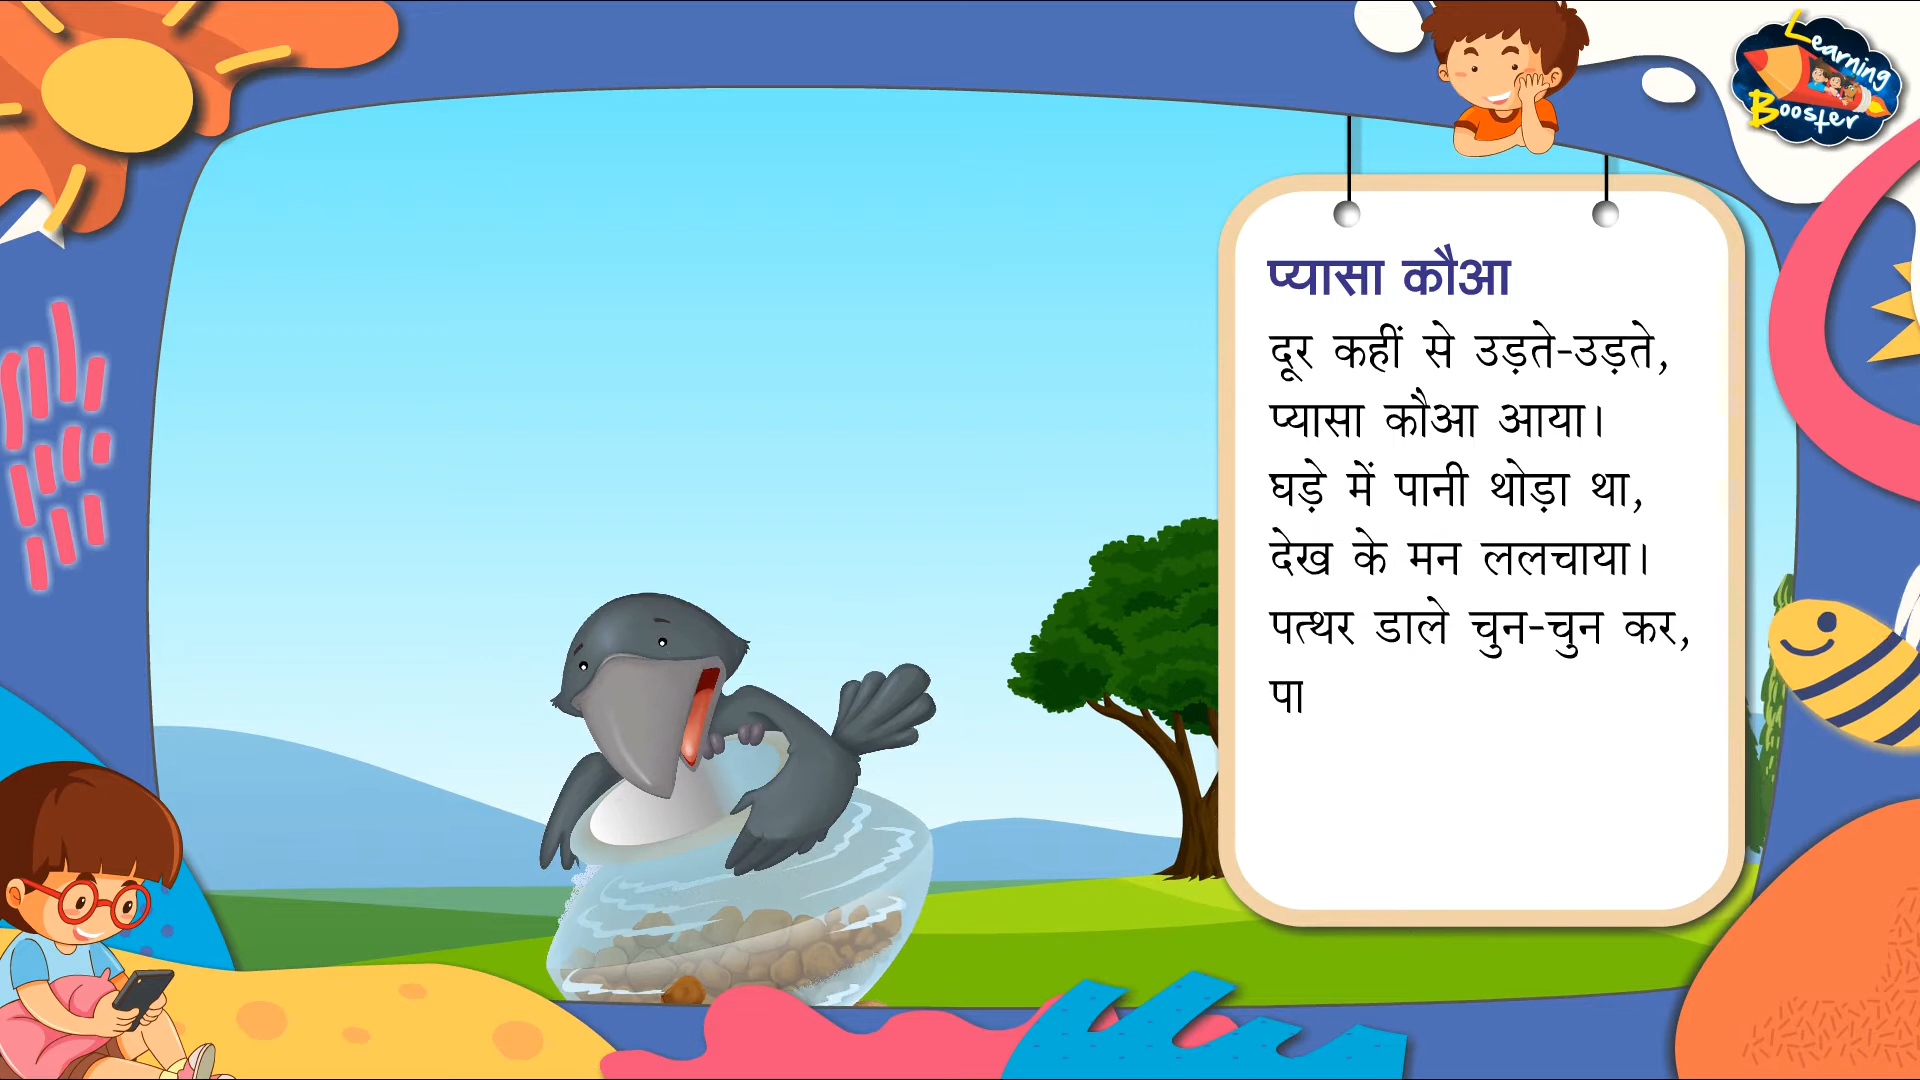 Learning
Booster
प्यासा कौआ
दूर कहीं से उड़ते-उड़ते,
प्यासा कौआ आया।
घड़े में पानी थोड़ा था,
देख के मन ललचाया।
पत्थर डाले चुन-चुन कर,
पा